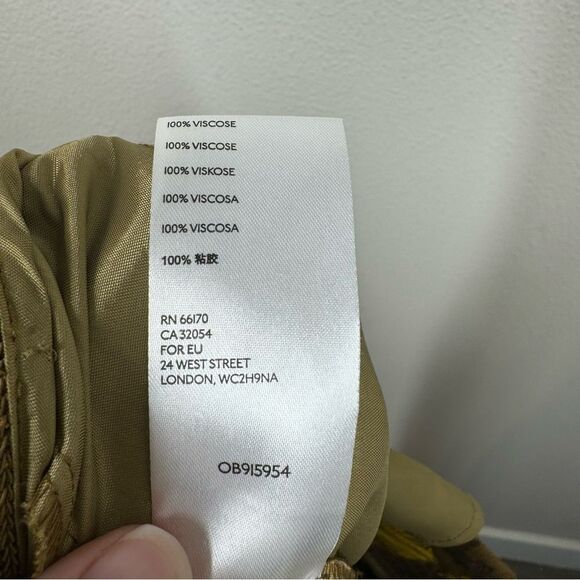 100% VISCOSE
100% VISCOSE
100% VISKOSE
100% VISCOSA
100% VISCOSA
100% 粘胶
RN 66170
CA 32054
FOR EU
24 WEST STREET
LONDON, WC2H9NA
OB915954